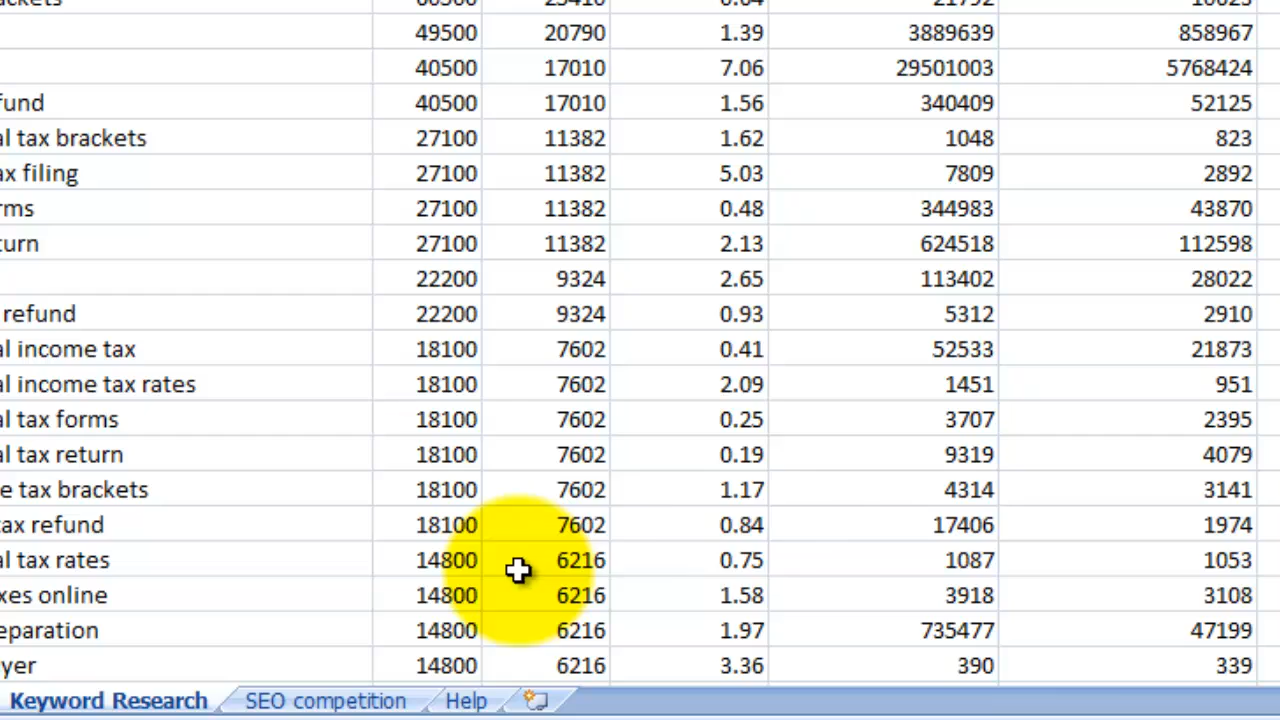 49500 20790 1.39 3889639 858967
40500 17010 7.06 29501003 5768424
fund 40500 17010 1.56 340409 52125
al tax brackets 27100 11382 1.62 1048 823
ax filing 27100 11382 5.03 7809 2892
rms 27100 11382 0.48 344983 43870
turn 27100 11382 2.13 624518 112598
22200 9324 2.65 113402 28022
refund 22200 9324 0.93 5312 2910
al income tax 18100 7602 0.41 52533 21873
al income tax rates 18100 7602 2.09 1451 951
al tax forms 18100 7602 0.25 3707 2395
al tax return 18100 7602 0.19 9319 4079
e tax brackets 18100 7602 1.17 4314 3141
tax refund 18100 7602 0.84 17406 1974
al tax rates 14800 6216 0.75 1087 1053
xes online 14800 6216 1.58 3918 3108
eparation 14800 6216 1.97 735477 47199
yer 14800 6216 3.36 390 339
Keyword Research SEO competition Help